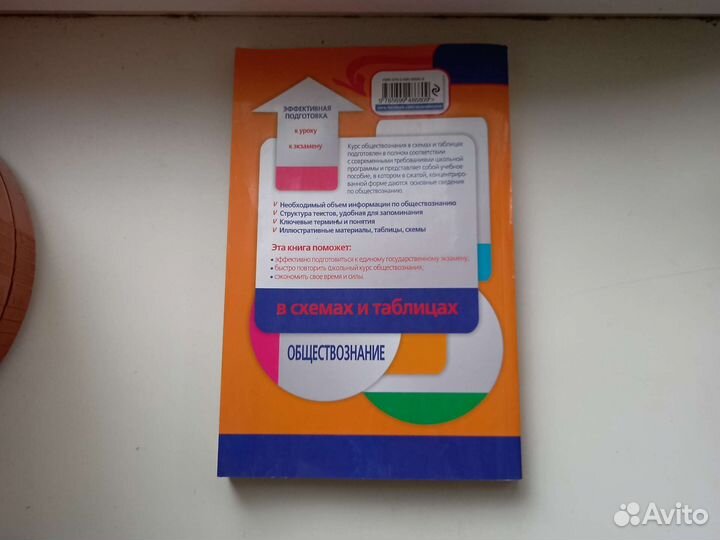 ЭФФЕКТИВНАЯ
ПОДГОТОВКА
к уроку
к экзамену
Курс обществознания в схемах и таблицах
подготовлен в полном соответствии
с современными требованиями школьной
программы и представляет собой учебное
пособие, в котором в сжатой, концентриро-
ванной форме даются основные сведения
по обществознанию.
V Необходимый объем информации по обществознанию
V Структура текстов, удобная для запоминания
V Ключевые термины и понятия
V Иллюстративные материалы, таблицы, схемы
Эта книга поможет:
• эффективно подготовиться к единому государственному экзамену;
• быстро повторить школьный курс обществознания;
• сэкономить свое время и силы.
в схемах и таблицах
ОБЩЕСТВОЗНАНИЕ
Avito